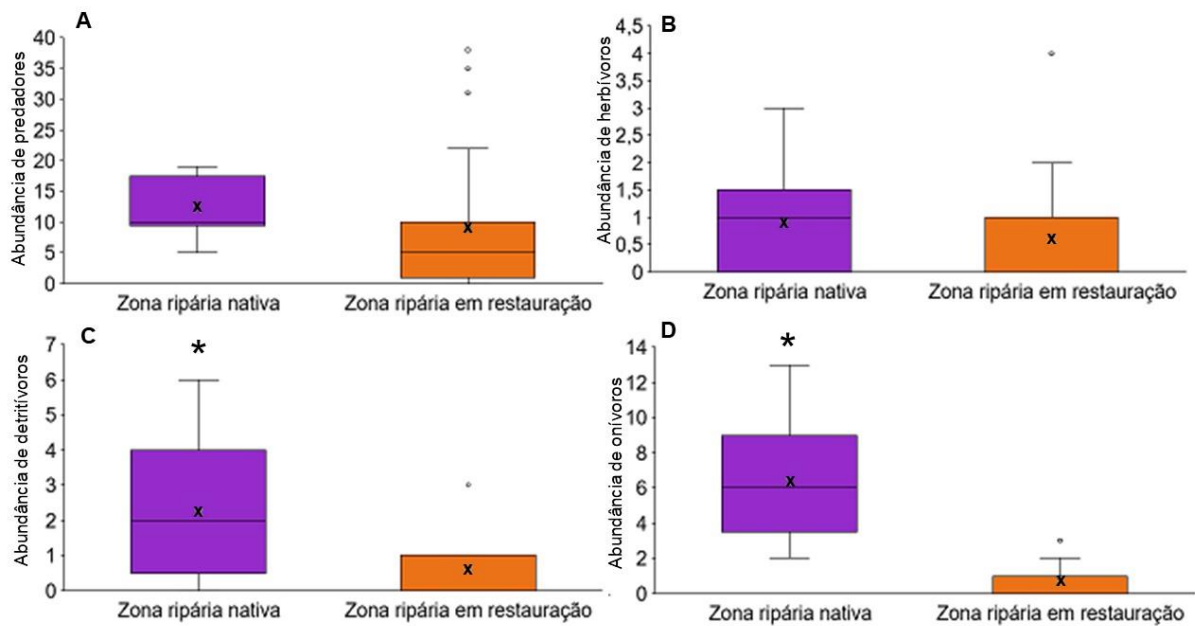 A
Abundância de predadores
40
35
30
25
20
15
10
5
0
x
x
Zona ripária nativa
Zona ripária em restauração
B
Abundância de herbívoros
4,5
4
3,5
3
2,5
2
1,5
1
0,5
0
x
x
Zona ripária nativa
Zona ripária em restauração
C
*
Abundância de detritívoros
7
6
5
4
3
2
1
0
x
x
Zona ripária nativa
Zona ripária em restauração
D
*
Abundância de onívoros
14
12
10
8
6
4
2
0
x
x
Zona ripária nativa
Zona ripária em restauração